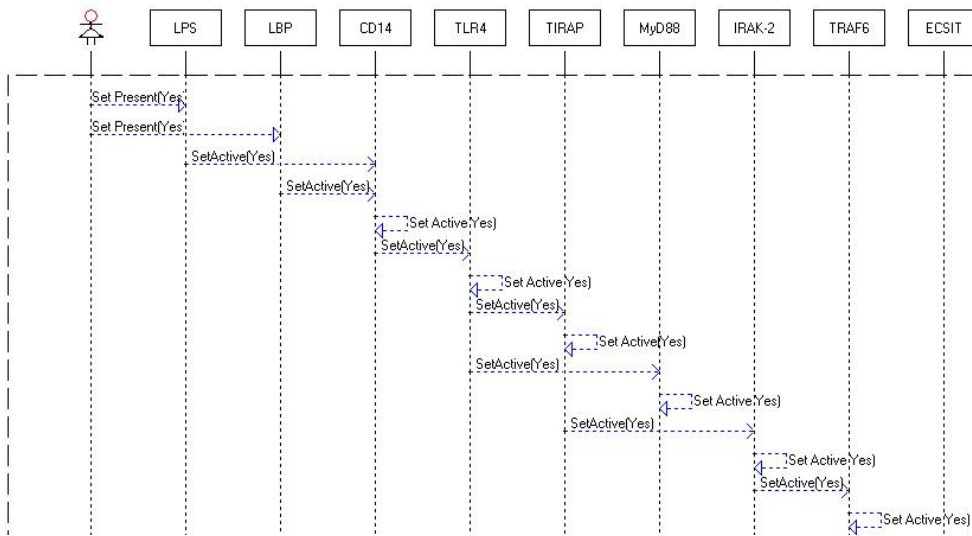 LPS LBP CD14 TLR4 TIRAP MyD88 IRAK-2 TRAF6 ECSIT
Set Present(Yes
Set Present(Yes
SetActive(Yes)
SetActive(Yes)
Set Active Yes)
SetActive(Yes)
Set Active Yes)
SetActive(Yes)
Set Active(Yes)
SetActive(Yes)
Set Active Yes)
SetActive(Yes)
Set Active Yes)
SetActive(Yes)
Set Active Yes)